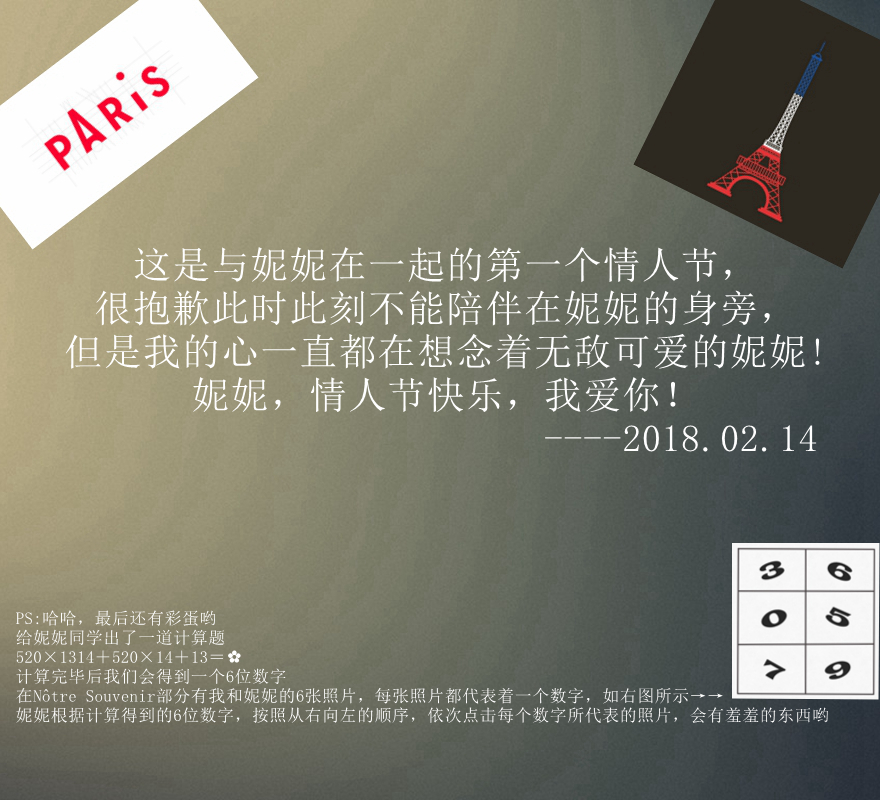 PARiS
这是与妮妮在一起的第一个情人节，
很抱歉此时此刻不能陪伴在妮妮的身旁，
但是我的心一直都在想念着无敌可爱的妮妮!
妮妮，情人节快乐，我爱你!
----2018.02.14
3 6
0 5
7 9
PS:哈哈，最后还有彩蛋哟
给妮妮同学出了一道计算题
520×1314+520×14+13=✿
计算完毕后我们会得到一个6位数字
在Nôtre Souvenir部分有我和妮妮的6张照片，每张照片都代表着一个数字，如右图所示→→
妮妮根据计算得到的6位数字，按照从右向左的顺序，依次点击每个数字所代表的照片，会有羞羞的东西哟